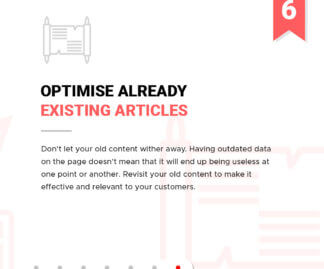 6
OPTIMISE ALREADY
EXISTING ARTICLES
Don't let your old content wither away. Having outdated data
on the page doesn't mean that it will end up being useless at
one point or another. Revisit your old content to make it
effective and relevant to your customers.